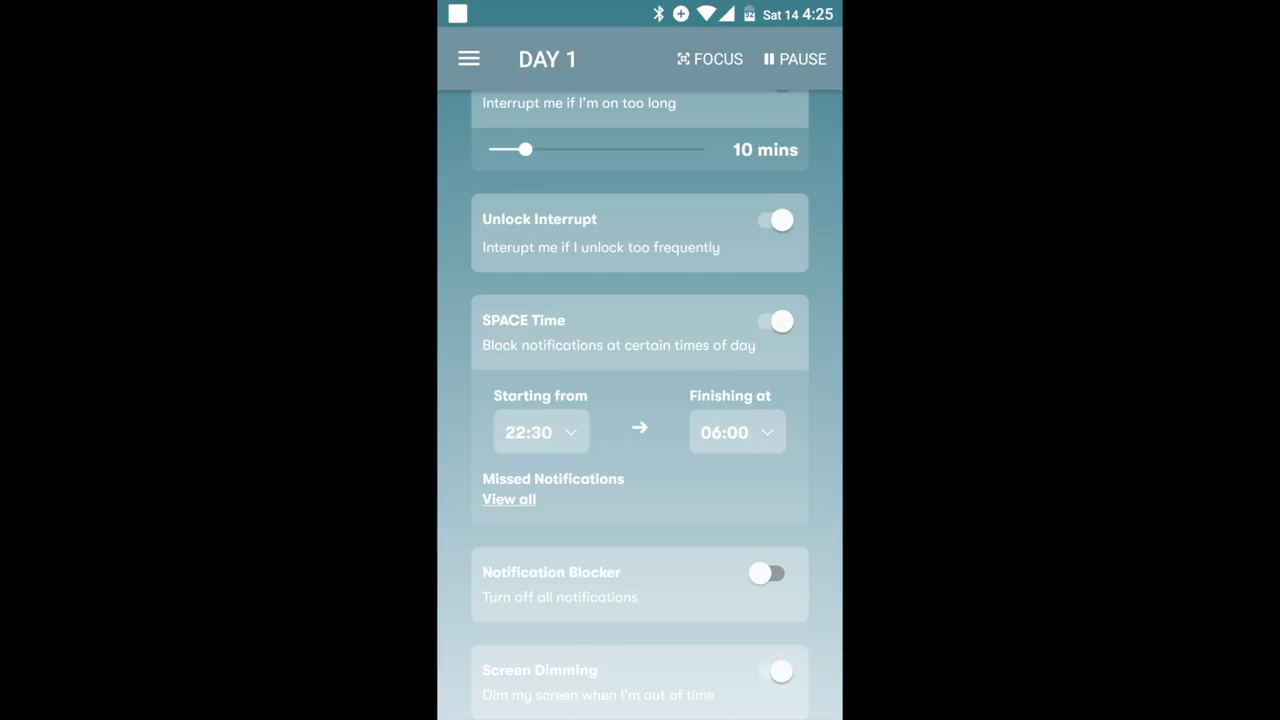 Sat 14 4:25
DAY 1
FOCUS
PAUSE
Interrupt me if I'm on too long
10 mins
Unlock Interrupt
Interupt me if I unlock too frequently
SPACE Time
Block notifications at certain times of day
Starting from
Finishing at
22:30
06:00
Missed Notifications
View all
Notification Blocker
Turn off all notifications
Screen Dimming
Dim my screen when I'm out of time